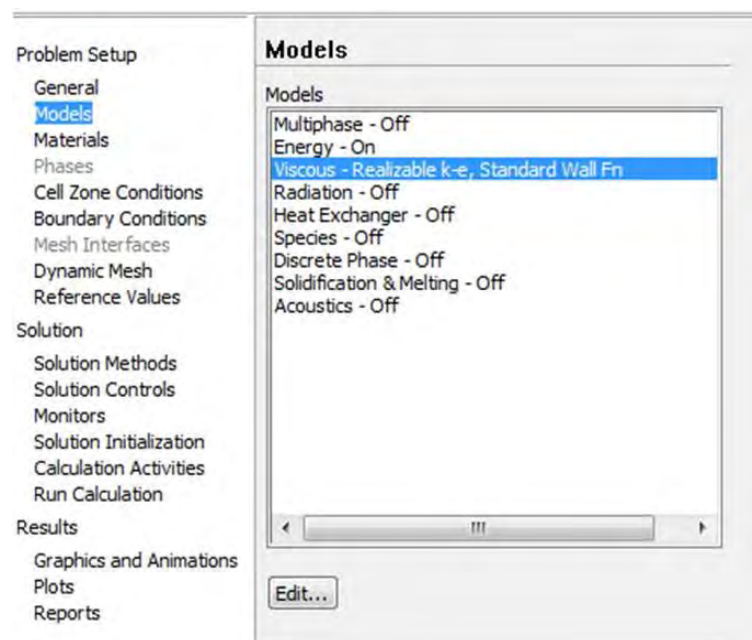 Problem Setup
General
Models
Materials
Phases
Cell Zone Conditions
Boundary Conditions
Mesh Interfaces
Dynamic Mesh
Reference Values
Solution
Solution Methods
Solution Controls
Monitors
Solution Initialization
Calculation Activities
Run Calculation
Results
Graphics and Animations
Plots
Reports
Models
Models
Multiphase - Off
Energy - On
Viscous - Realizable k-e, Standard Wall Fn
Radiation - Off
Heat Exchanger - Off
Species - Off
Discrete Phase - Off
Solidification & Melting - Off
Acoustics - Off
Edit...